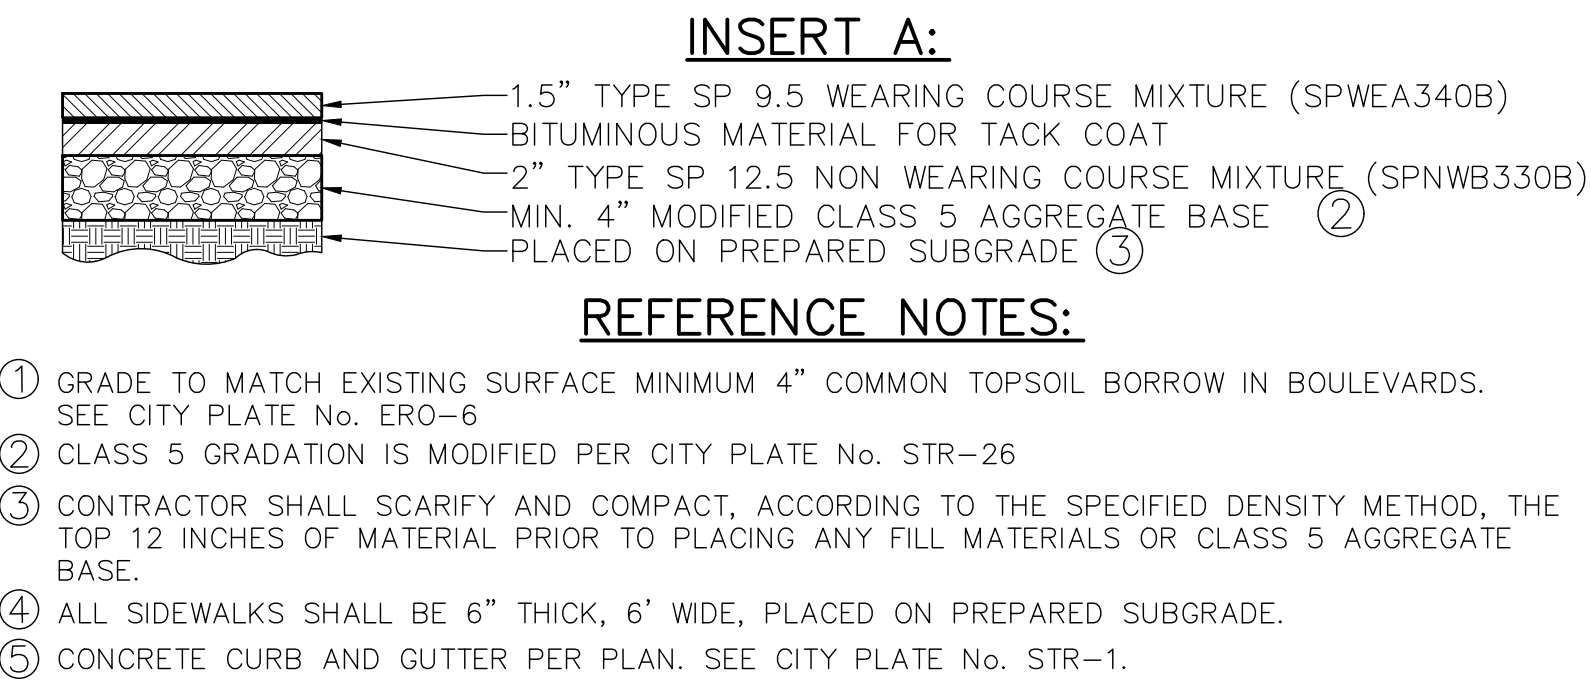 INSERT A:
1.5” TYPE SP 9.5 WEARING COURSE MIXTURE (SPWEA340B)
BITUMINOUS MATERIAL FOR TACK COAT
2” TYPE SP 12.5 NON WEARING COURSE MIXTURE (SPNWB330B)
MIN. 4” MODIFIED CLASS 5 AGGREGATE BASE 2
PLACED ON PREPARED SUBGRADE 3
REFERENCE NOTES:
1 GRADE TO MATCH EXISTING SURFACE MINIMUM 4” COMMON TOPSOIL BORROW IN BOULEVARDS.
SEE CITY PLATE No. ERO-6
2 CLASS 5 GRADATION IS MODIFIED PER CITY PLATE No. STR-26
3 CONTRACTOR SHALL SCARIFY AND COMPACT, ACCORDING TO THE SPECIFIED DENSITY METHOD, THE
TOP 12 INCHES OF MATERIAL PRIOR TO PLACING ANY FILL MATERIALS OR CLASS 5 AGGREGATE
BASE.
4 ALL SIDEWALKS SHALL BE 6” THICK, 6’ WIDE, PLACED ON PREPARED SUBGRADE.
5 CONCRETE CURB AND GUTTER PER PLAN. SEE CITY PLATE No. STR-1.